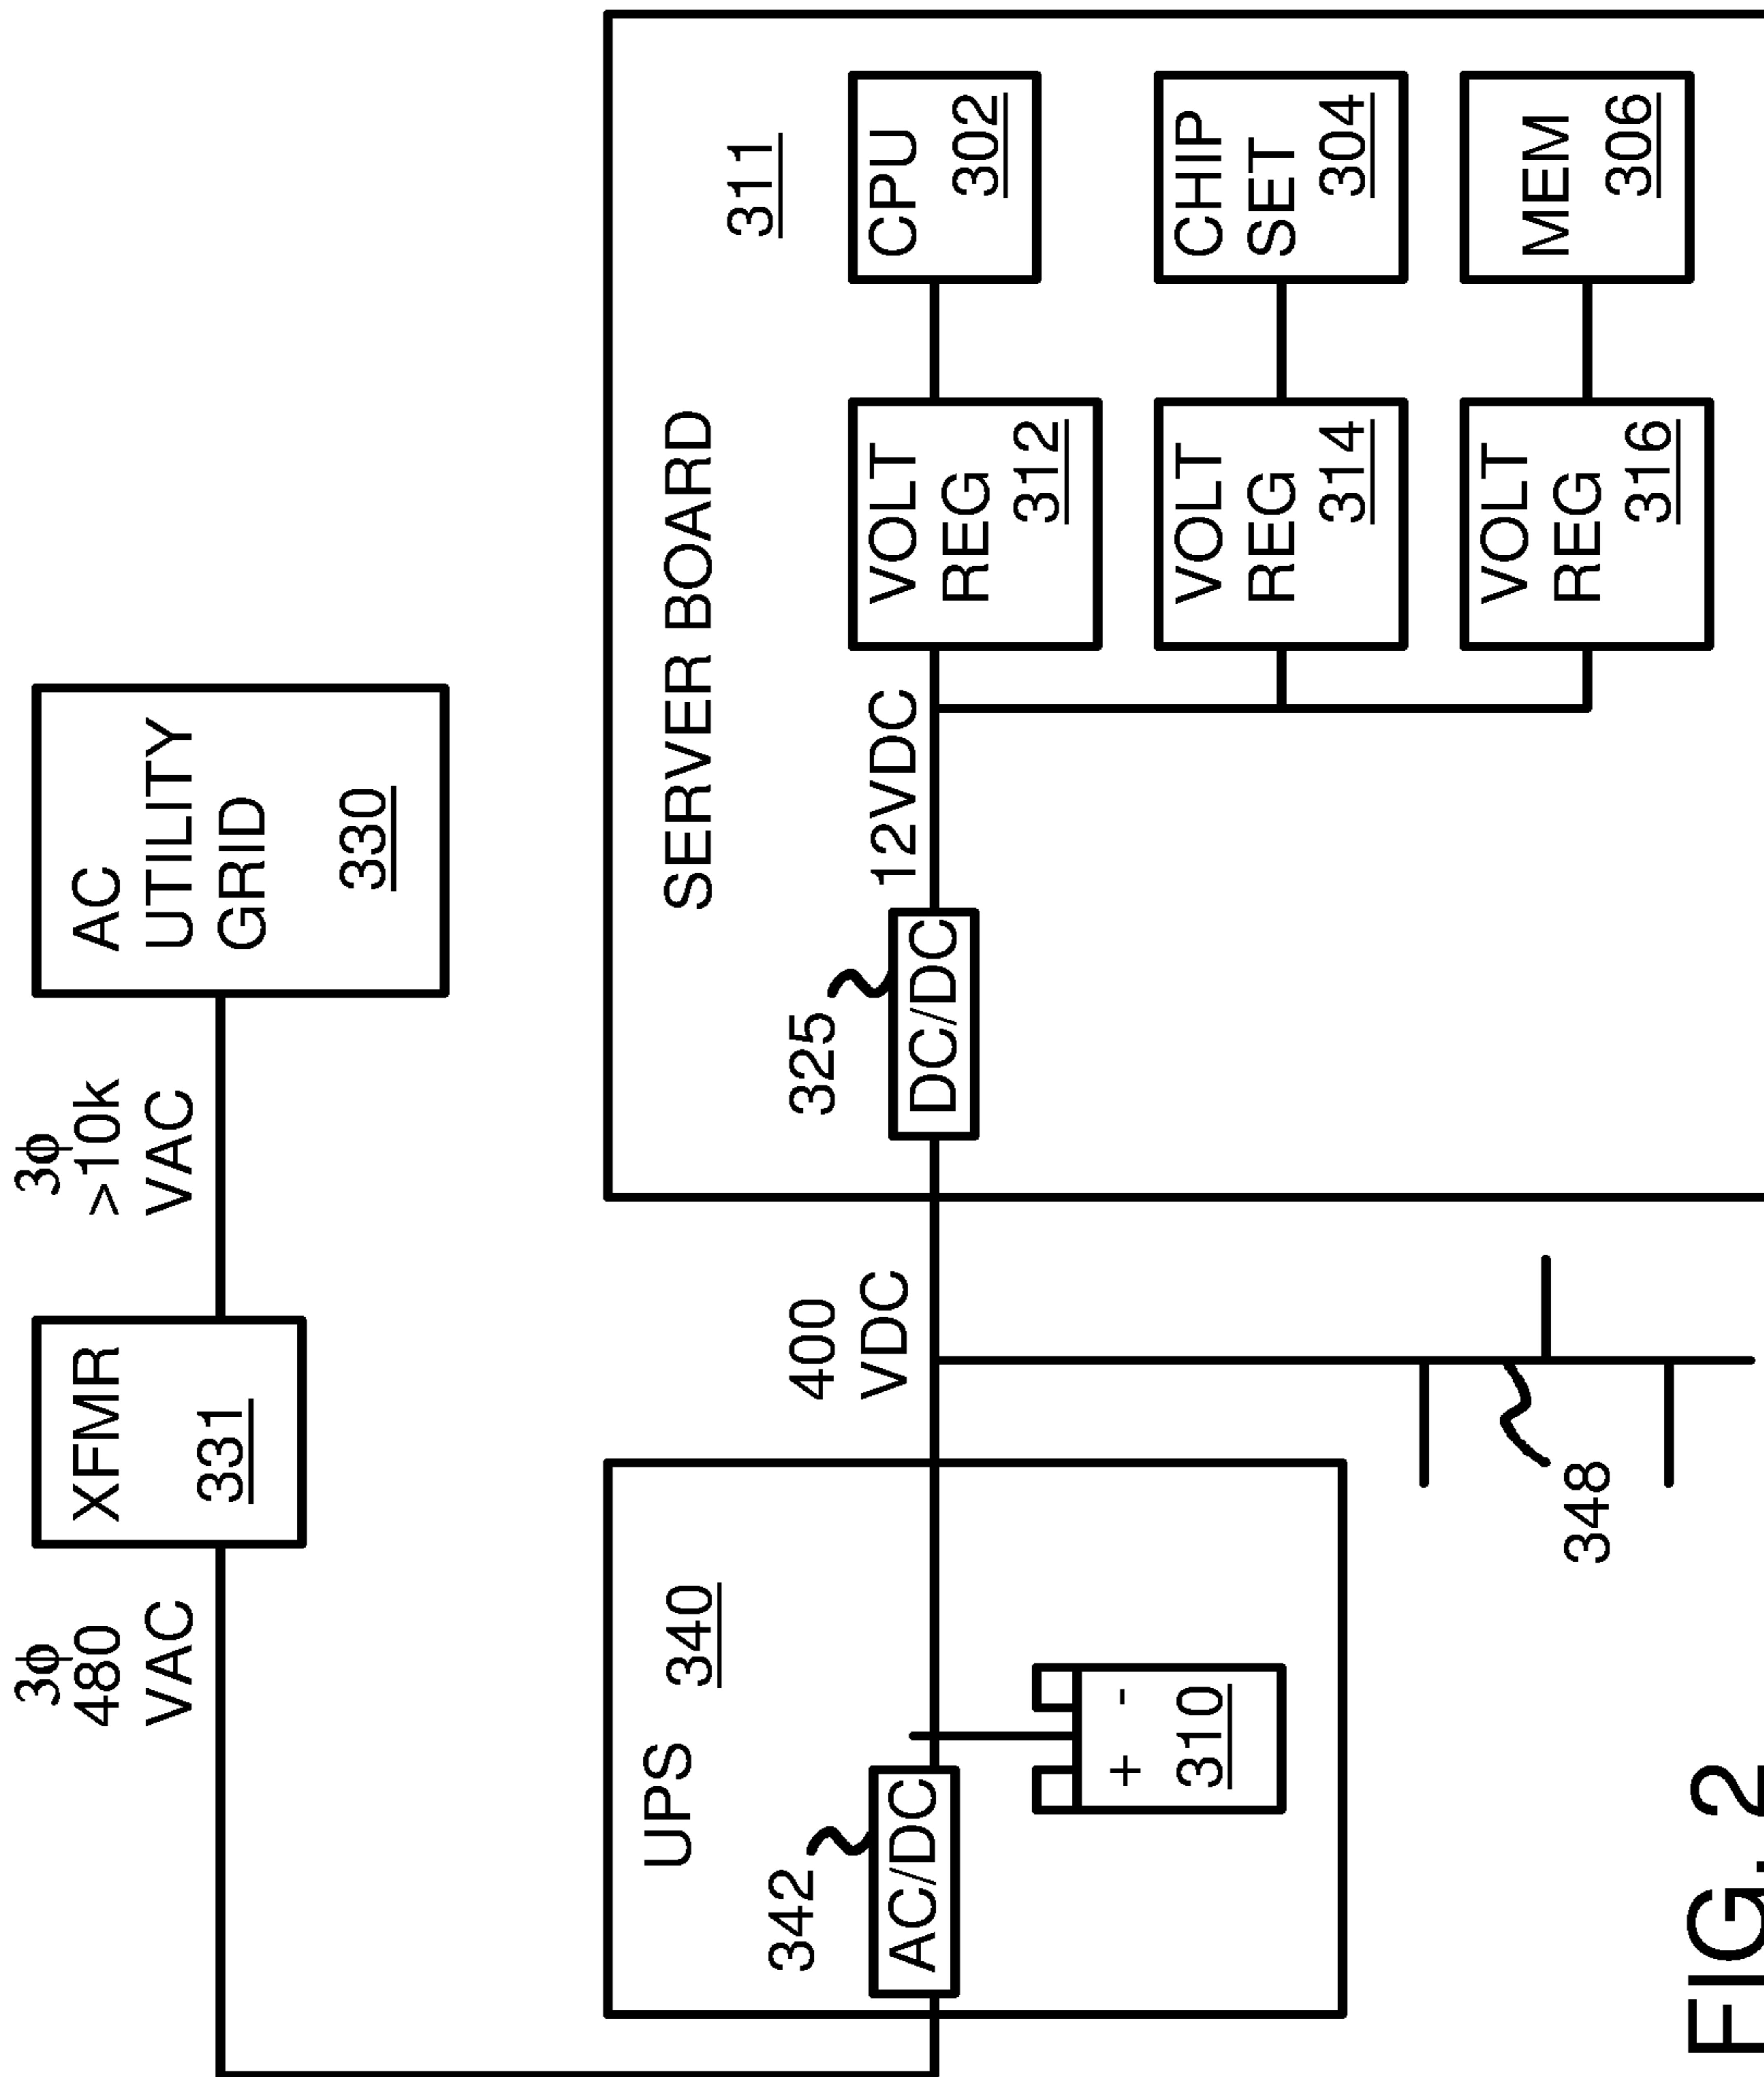 3ϕ
480
VAC
XFMR
331
3ϕ
>10k
VAC
AC
UTILITY
GRID
330
UPS
340
342
AC/DC
+ -
310
400
VDC
348
SERVER BOARD
311
325
DC/DC
12VDC
VOLT
REG
312
CPU
302
VOLT
REG
314
CHIP
SET
304
VOLT
REG
316
MEM
306
FIG. 2